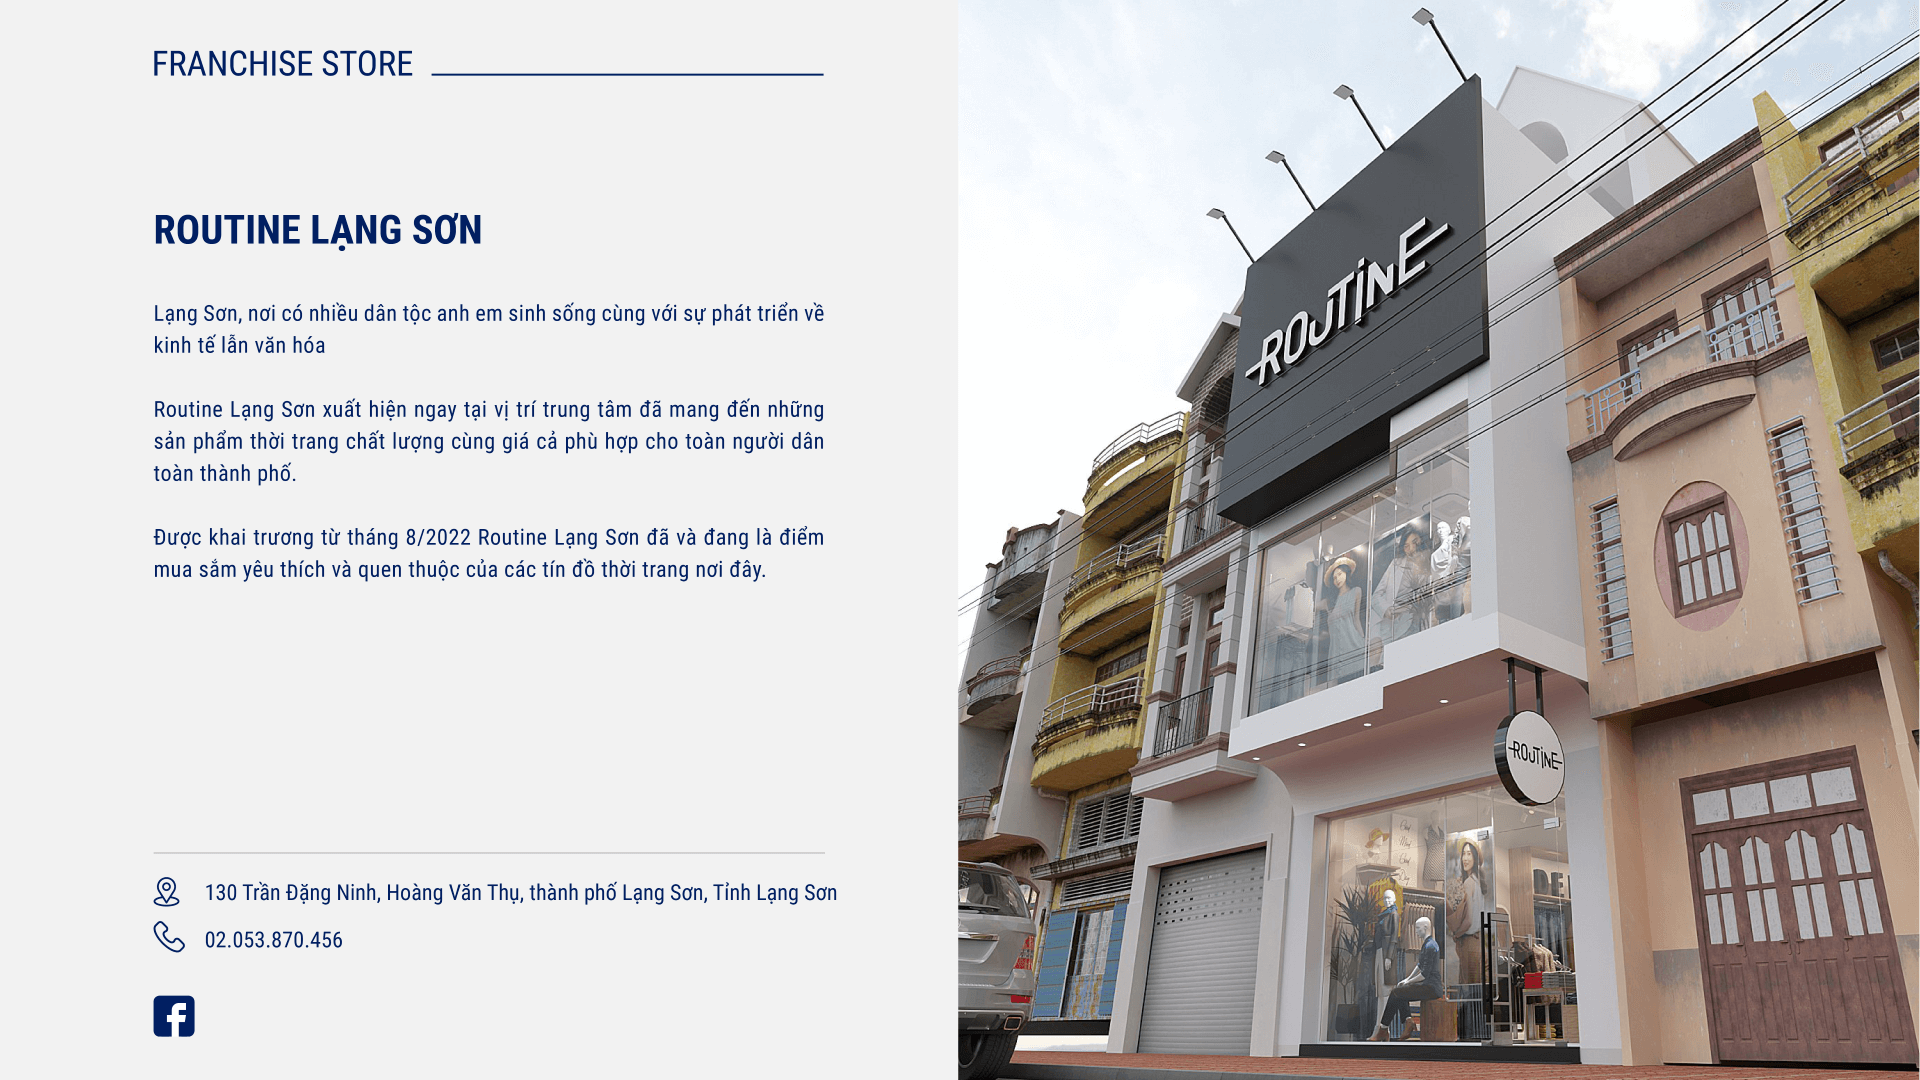 FRANCHISE STORE
ROUTINE LẠNG SƠN
Lạng Sơn, nơi có nhiều dân tộc anh em sinh sống cùng với sự phát triển về
kinh tế lẫn văn hóa
Routine Lạng Sơn xuất hiện ngay tại vị trí trung tâm đã mang đến những
sản phẩm thời trang chất lượng cùng giá cả phù hợp cho toàn người dân
toàn thành phố.
Được khai trương từ tháng 8/2022 Routine Lạng Sơn đã và đang là điểm
mua sắm yêu thích và quen thuộc của các tín đồ thời trang nơi đây.
130 Trần Đặng Ninh, Hoàng Văn Thụ, thành phố Lạng Sơn, Tỉnh Lạng Sơn
02.053.870.456
ROUTINE
ROUTINE